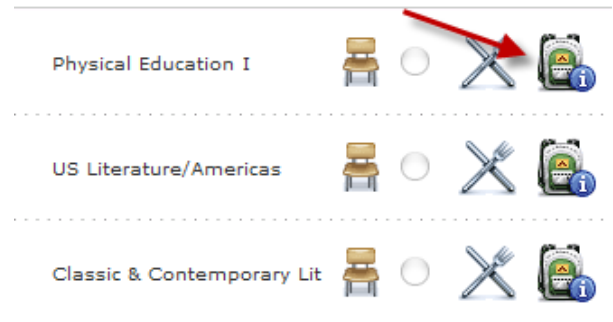 Physical Education I
US Literature/Americas
Classic & Contemporary Lit